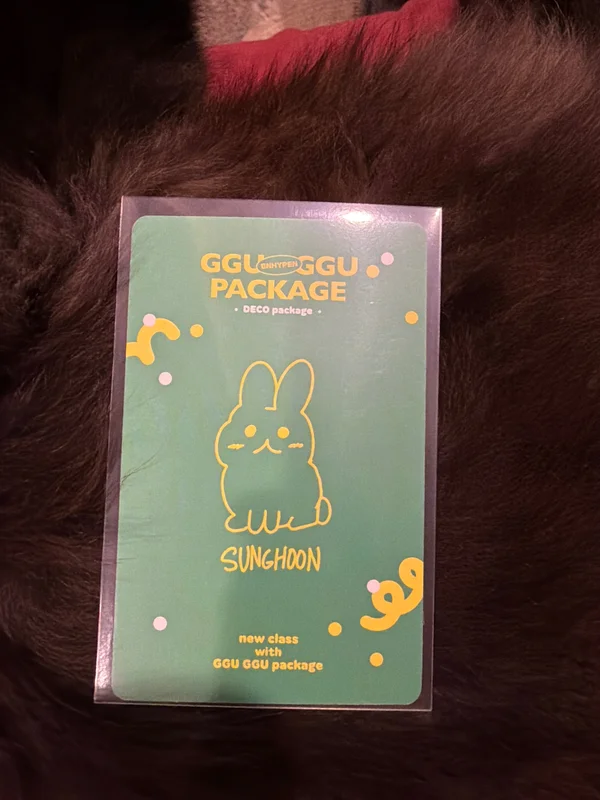 GGU ENHYPEN GGU
PACKAGE
• DECO package •
SUNGHOON
new class
with
GGU GGU package